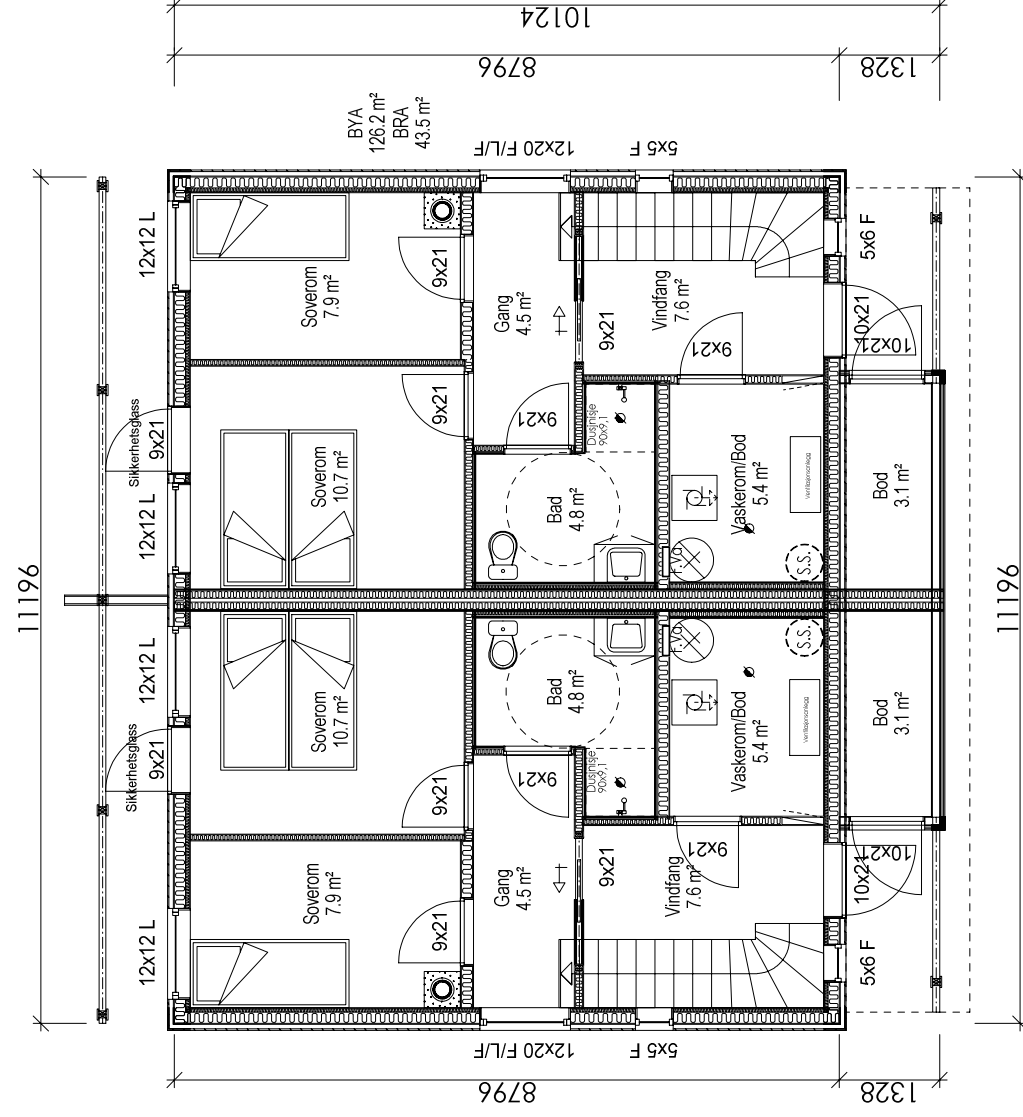 10124
8796
1328
BYA
126.2 m²
BRA
43.5 m²
12x20 F/L/F
5x5 F
11196
12x12 L
Soverom
7.9 m²
9x21
Gang
4.5 m²
9x21
Vindfang
7.6 m²
5x6 F
10x21
10x21
9x21
Sikkerhetsglass
9x21
9x21
9x21
Dusjnisje
90x9,1
12x12 L
Soverom
10.7 m²
Bad
4.8 m²
Vaskerom/Bod
5.4 m²
Ventilasjonsanlegg
Bod
3.1 m²
F.Va
S.S.
11196
12x12 L
Soverom
10.7 m²
Bad
4.8 m²
F.Va
S.S.
Vaskerom/Bod
5.4 m²
Ventilasjonsanlegg
Bod
3.1 m²
Sikkerhetsglass
9x21
9x21
9x21
Dusjnisje
90x9,1
Soverom
7.9 m²
Gang
4.5 m²
9x21
9x21
Vindfang
7.6 m²
10x21
10x21
12x12 L
9x21
5x6 F
12x20 F/L/F
5x5 F
8796
1328